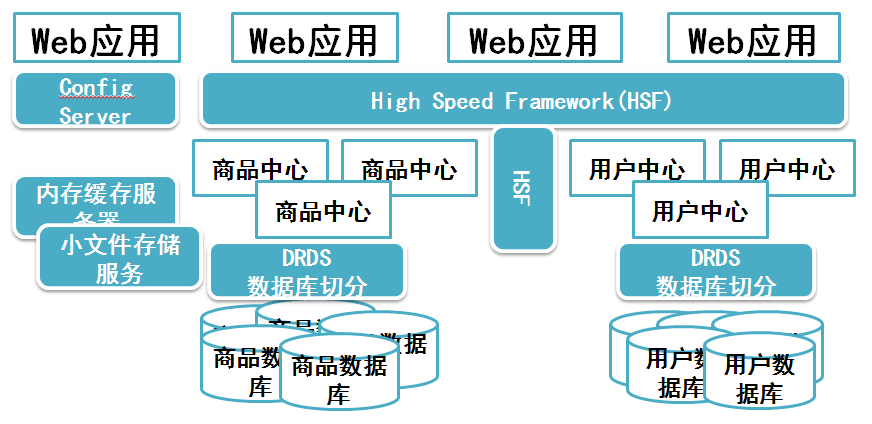 Web应用
Web应用
Web应用
Web应用
Config
Server
High Speed Framework(HSF)
商品中心
商品中心
商品中心
HSF
用户中心
用户中心
用户中心
内存缓存服
务器
小文件存储
服务
DRDS
数据库切分
DRDS
数据库切分
商品数
库
数据
商品数据
库
用户数
据库
用户数
据库